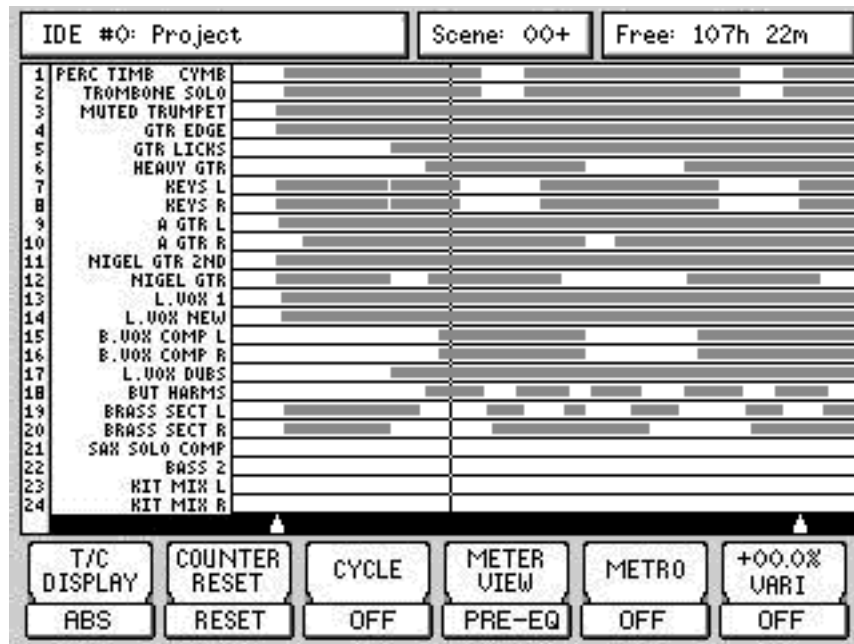 IDE #0: Project Scene: 00+ Free: 107h 22m
1 PERC TIMB CYMB
2 TROMBONE SOLO
3 MUTED TRUMPET
4 GTR EDGE
5 GTR LICKS
6 HEAVY GTR
7 KEYS L
8 KEYS R
9 A GTR L
10 A GTR R
11 NIGEL GTR 2ND
12 NIGEL GTR
13 L.VOX 1
14 L.VOX NEW
15 B.VOX COMP L
16 B.VOX COMP R
17 L.VOX DUBS
18 BUT HARMS
19 BRASS SECT L
20 BRASS SECT R
21 SAX SOLO COMP
22 BASS 2
23 KIT MIX L
24 KIT MIX R
T/C DISPLAY
ABS
COUNTER RESET
RESET
CYCLE
OFF
METER VIEW
PRE-EQ
METRO
OFF
+00.0% VARI
OFF